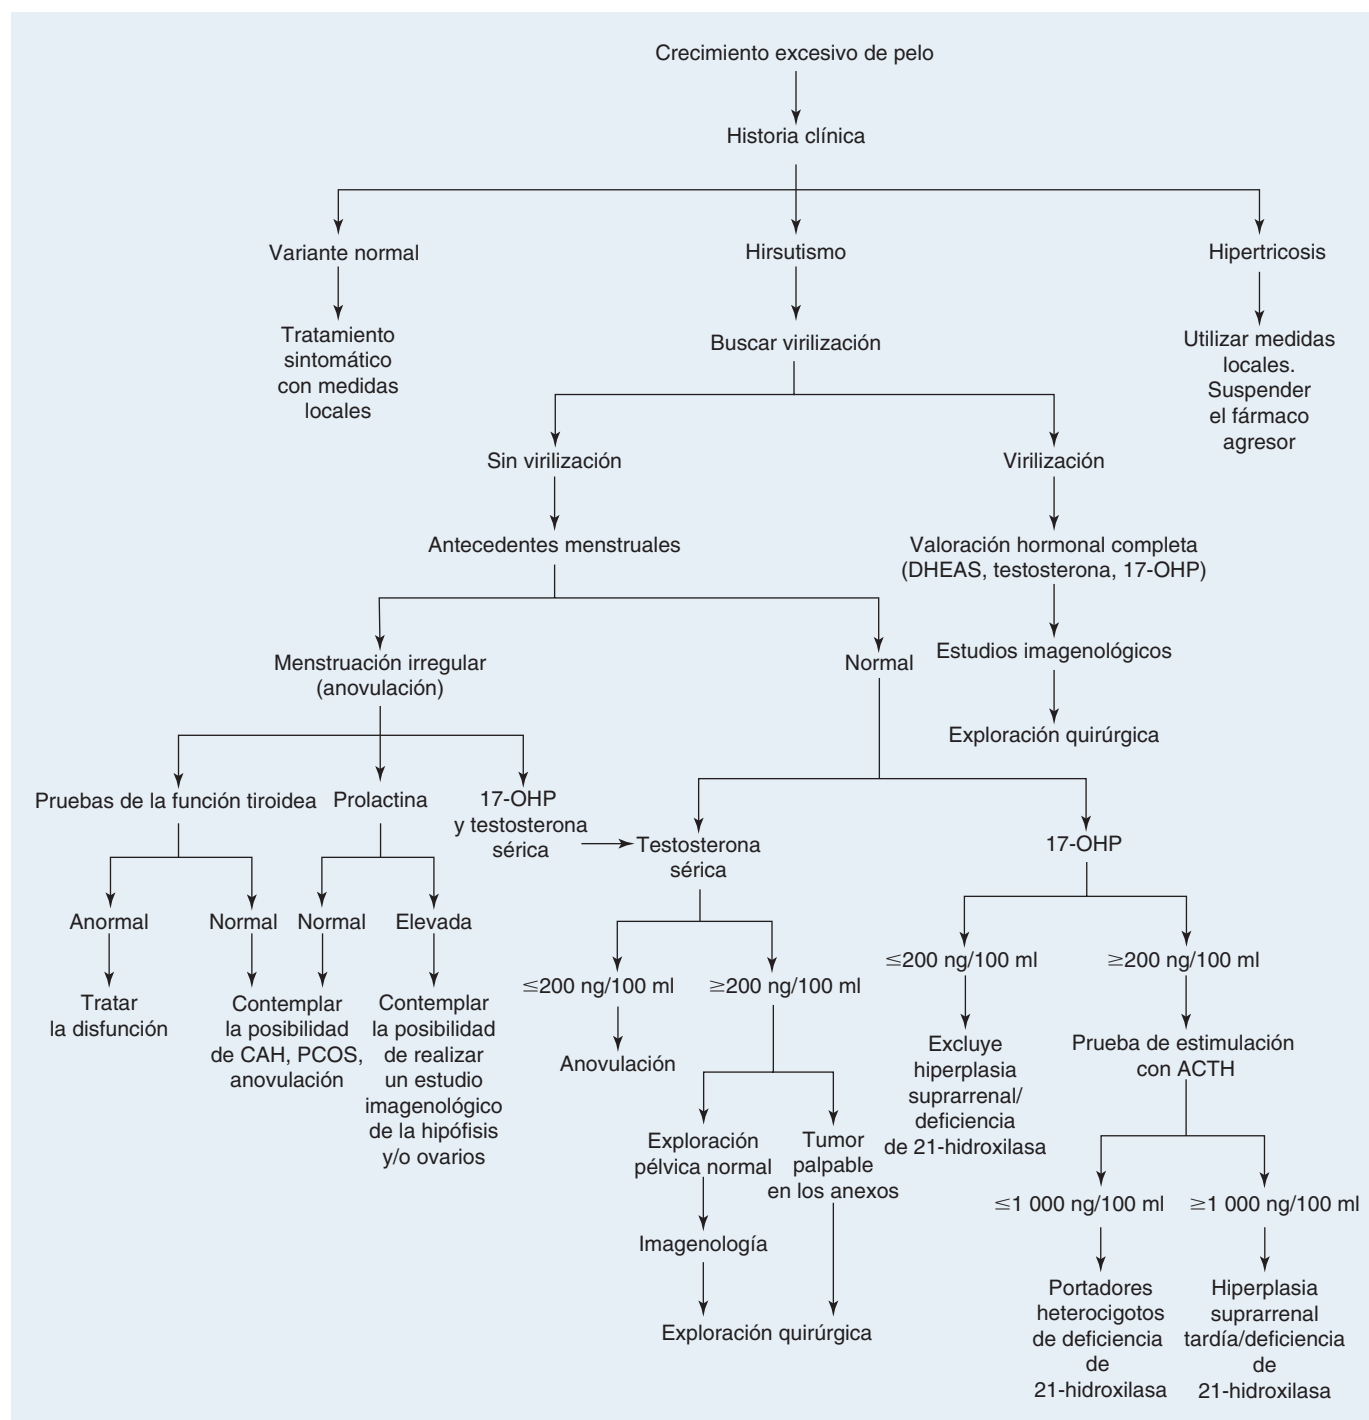 Crecimiento excesivo de pelo
Historia clínica
Variante normal
Hirsutismo
Hipertricosis
Tratamiento
sintomático
con medidas
locales
Buscar virilización
Utilizar medidas
locales.
Suspender
el fármaco
agresor
Sin virilización
Virilización
Antecedentes menstruales
Valoración hormonal completa
(DHEAS, testosterona, 17-OHP)
Menstruación irregular
(anovulación)
Normal
Estudios imagenológicos
Exploración quirúrgica
Pruebas de la función tiroidea
Prolactina
17-OHP
y testosterona
sérica
Testosterona
sérica
17-OHP
Anormal
Normal
Normal
Elevada
Tratar
la disfunción
Contemplar
la posibilidad
de CAH, PCOS,
anovulación
Contemplar
la posibilidad
de realizar
un estudio
imagenológico
de la hipófisis
y/o ovarios
≤200 ng/100 ml
≥200 ng/100 ml
Anovulación
Exploración
pélvica normal
Tumor
palpable
en los anexos
Imagenología
Exploración quirúrgica
≤200 ng/100 ml
≥200 ng/100 ml
Excluye
hiperplasia
suprarrenal/
deficiencia
de 21-hidroxilasa
Prueba de estimulación
con ACTH
≤1 000 ng/100 ml
≥1 000 ng/100 ml
Portadores
heterocigotos
de deficiencia
de
21-hidroxilasa
Hiperplasia
suprarrenal
tardía/deficiencia
de
21-hidroxilasa